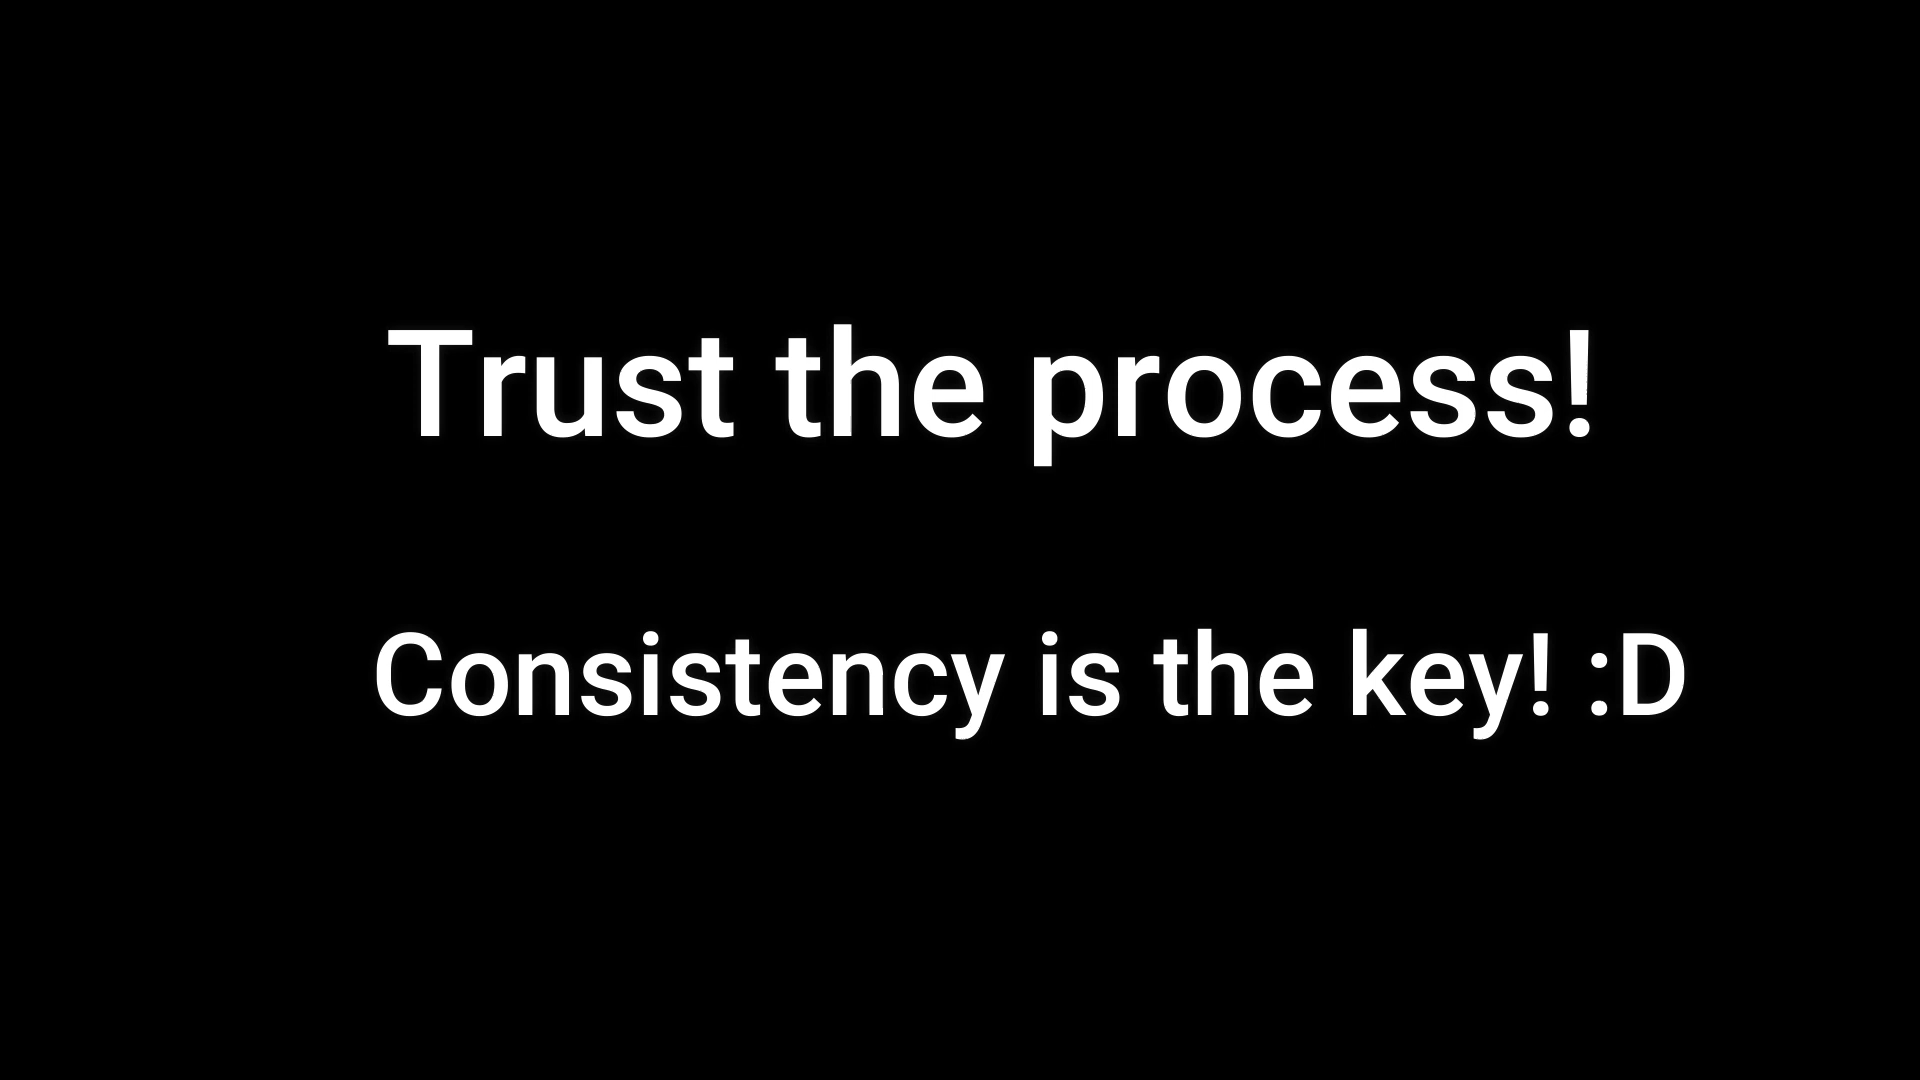 Trust the process!
Consistency is the key! :D